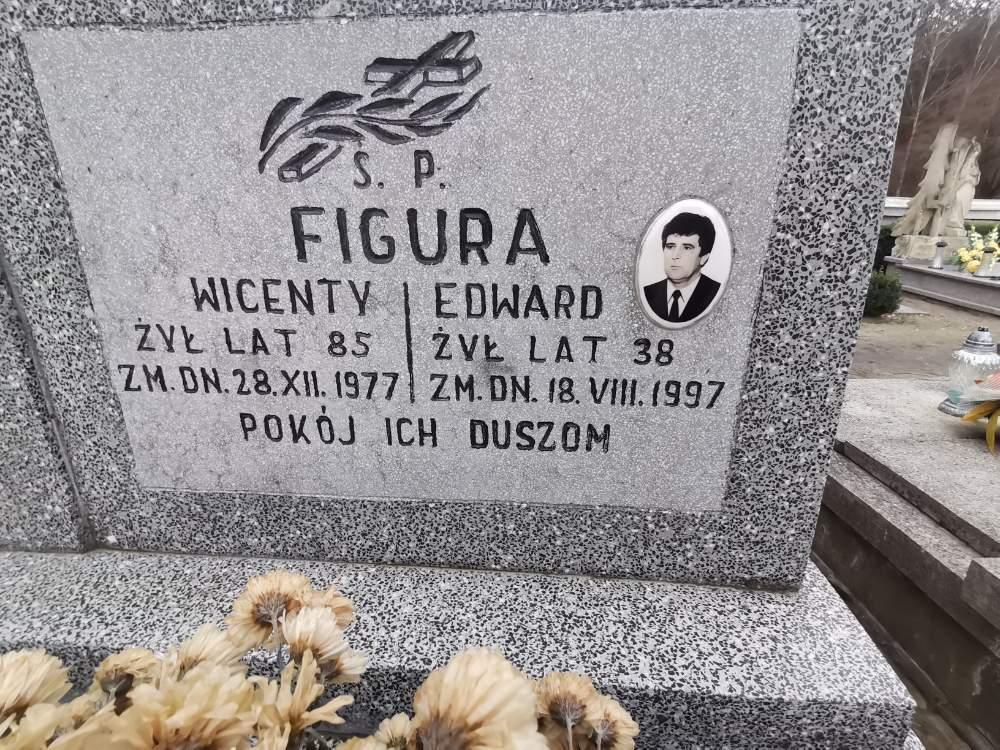 S. P.
FIGURA
WICENTY
ŻYŁ LAT 85
ZM. DN. 28. XII. 1977
EDWARD
ŻYŁ LAT 38
ZM. DN. 18. VIII. 1997
POKÓJ ICH DUSZOM